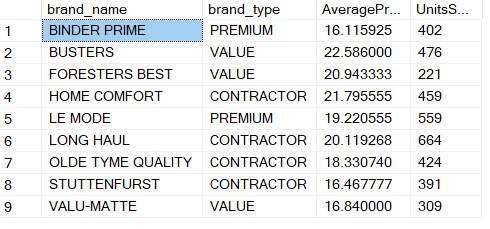 brand_name brand_type AveragePr... UnitsS...
1 BINDER PRIME PREMIUM 16.115925 402
2 BUSTERS VALUE 22.586000 476
3 FORESTERS BEST VALUE 20.943333 221
4 HOME COMFORT CONTRACTOR 21.795555 459
5 LE MODE PREMIUM 19.220555 559
6 LONG HAUL CONTRACTOR 20.119268 664
7 OLDE TYME QUALITY CONTRACTOR 18.330740 424
8 STUTTENFURST CONTRACTOR 16.467777 391
9 VALU-MATTE VALUE 16.840000 309